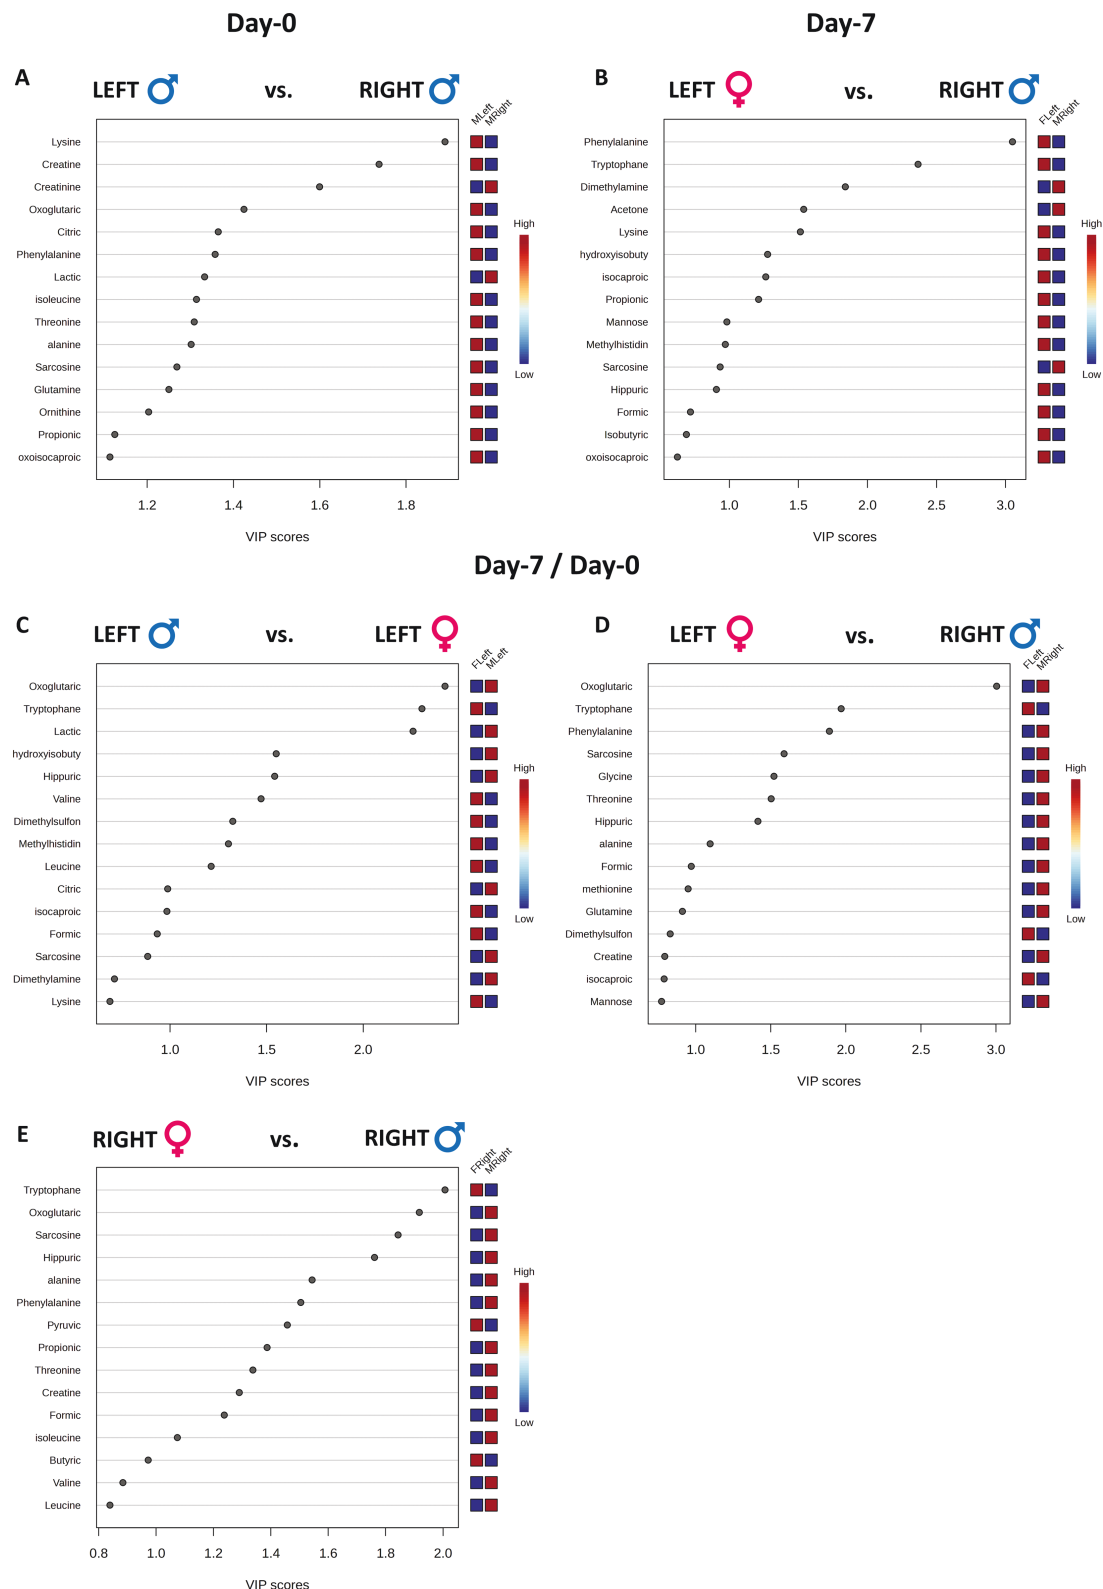 Day-0
Day-7
A
LEFT vs. RIGHT
MLeft
MRight
Lysine
Creatine
Creatinine
Oxoglutaric
Citric
Phenylalanine
Lactic
isoleucine
Threonine
alanine
Sarcosine
Glutamine
Ornithine
Propionic
oxoisocaproic
High
Low
1.2 1.4 1.6 1.8
VIP scores
B
LEFT vs. RIGHT
FLeft
MRight
Phenylalanine
Tryptophane
Dimethylamine
Acetone
Lysine
hydroxyisobuty
isocaproic
Propionic
Mannose
Methylhistidin
Sarcosine
Hippuric
Formic
Isobutyric
oxoisocaproic
High
Low
1.0 1.5 2.0 2.5 3.0
VIP scores
Day-7 / Day-0
C
LEFT vs. LEFT
FLeft
MLeft
Oxoglutaric
Tryptophane
Lactic
hydroxyisobuty
Hippuric
Valine
Dimethylsulfon
Methylhistidin
Leucine
Citric
isocaproic
Formic
Sarcosine
Dimethylamine
Lysine
High
Low
1.0 1.5 2.0
VIP scores
D
LEFT vs. RIGHT
FLeft
MRight
Oxoglutaric
Tryptophane
Phenylalanine
Sarcosine
Glycine
Threonine
Hippuric
alanine
Formic
methionine
Glutamine
Dimethylsulfon
Creatine
isocaproic
Mannose
High
Low
1.0 1.5 2.0 2.5 3.0
VIP scores
E
RIGHT vs. RIGHT
FRight
MRight
Tryptophane
Oxoglutaric
Sarcosine
Hippuric
alanine
Phenylalanine
Pyruvic
Propionic
Threonine
Creatine
Formic
isoleucine
Butyric
Valine
Leucine
High
Low
0.8 1.0 1.2 1.4 1.6 1.8 2.0
VIP scores